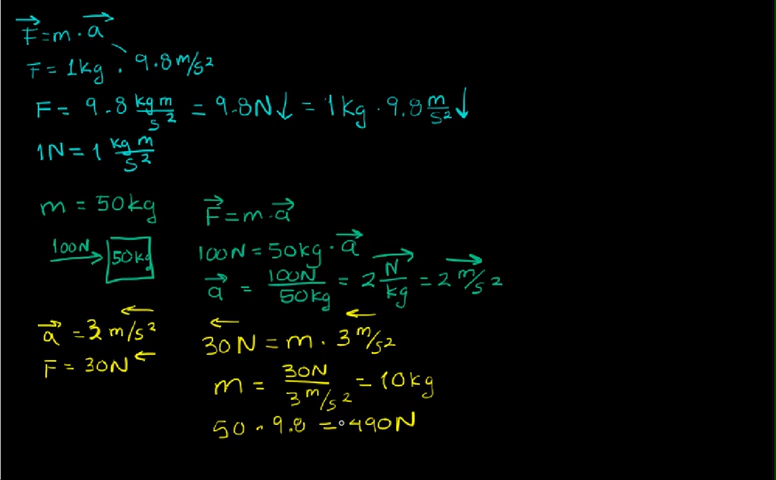 F = m · a
F = 1kg · 9.8 m/s²
F = 9.8 kg m/s² = 9.8N ↓ = 1 kg · 9.8 m/s² ↓
1N = 1 kg m/s²
m = 50kg
100N → 50kg
F = m · a
100N = 50kg · a
a = 100N/50kg = 2 N/kg = 2 m/s²
a = 3 m/s² ←
F = 30N ←
30N = m · 3 m/s²
m = 30N/3 m/s² = 10kg
50 · 9.8 = 490N